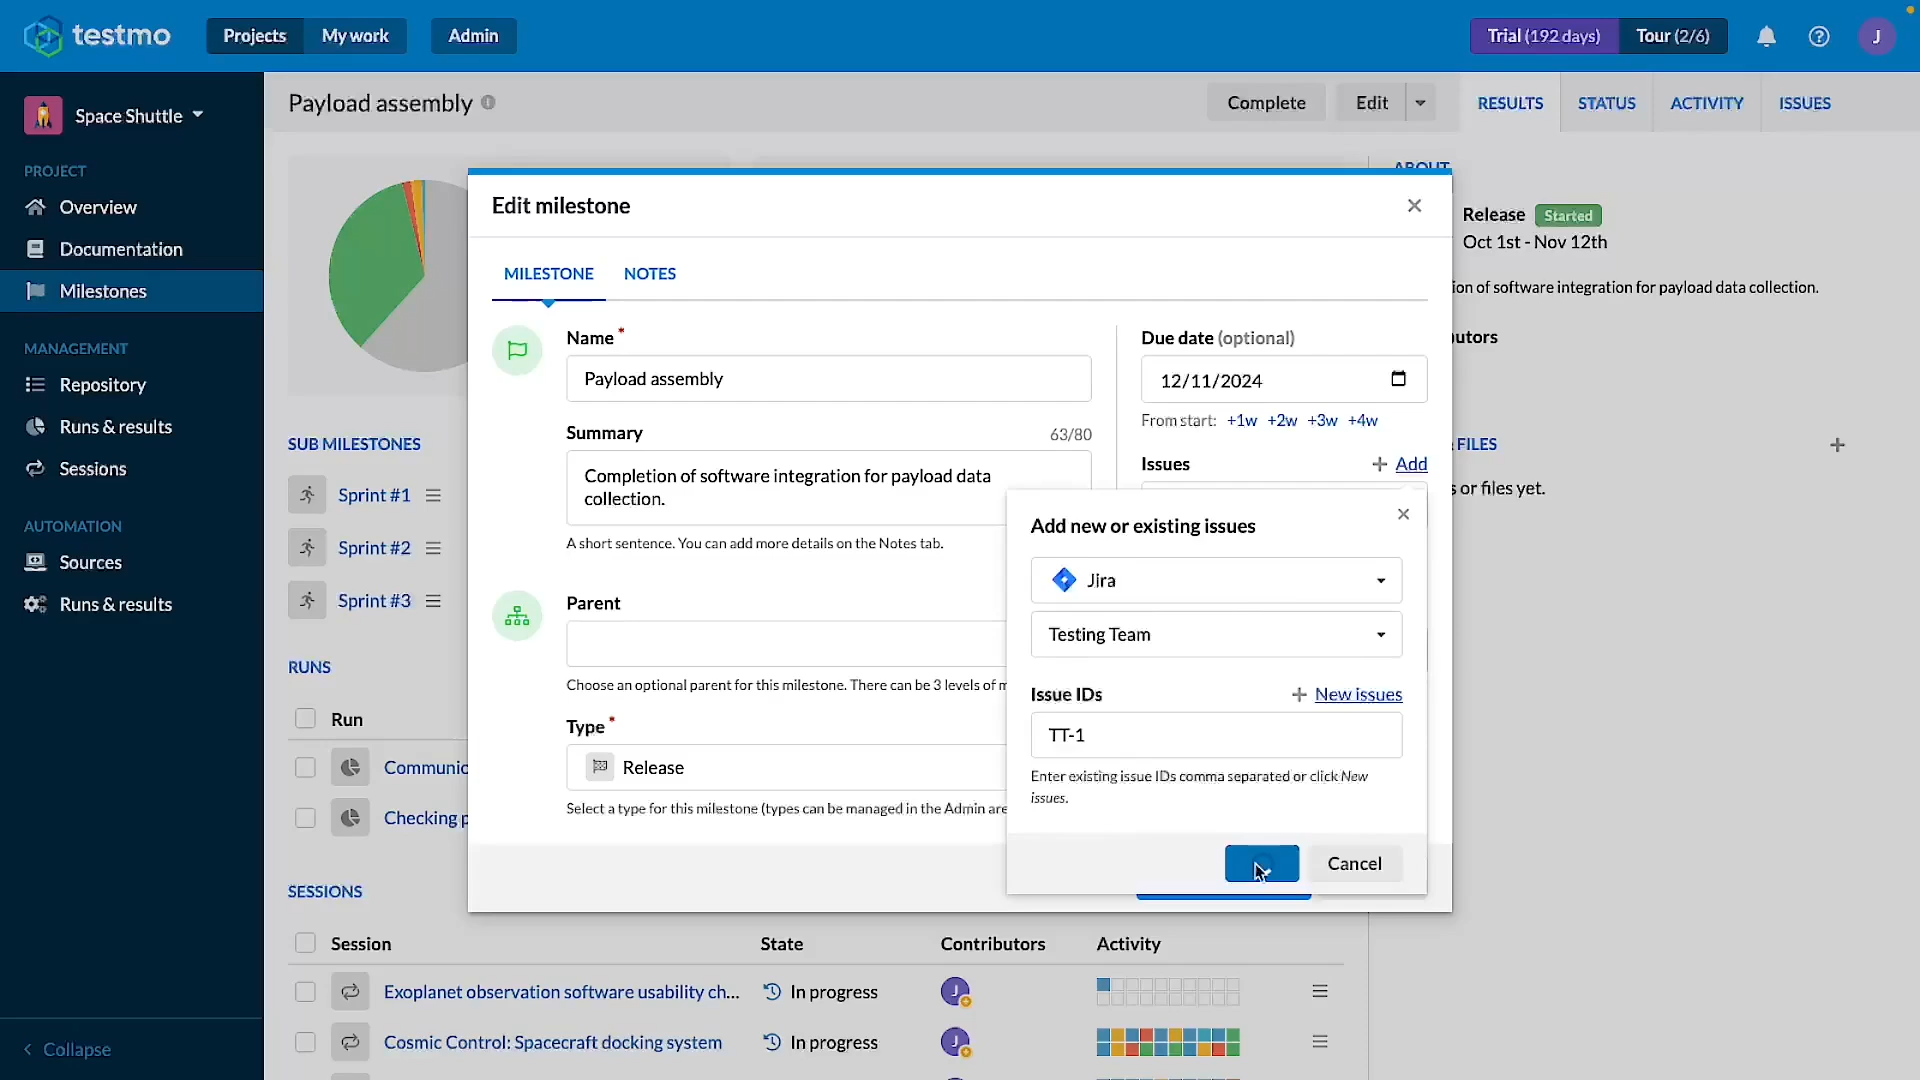 testmo
Projects
My work
Admin
Trial (192 days)
Tour (2/6)
J
Space Shuttle
PROJECT
Overview
Documentation
Milestones
MANAGEMENT
Repository
Runs & results
Sessions
AUTOMATION
Sources
Runs & results
Collapse
Payload assembly
Complete
Edit
RESULTS
STATUS
ACTIVITY
ISSUES
SUB MILESTONES
Sprint #1
Sprint #2
Sprint #3
RUNS
Run
Communic
Checking p
SESSIONS
Session
State
Contributors
Activity
Exoplanet observation software usability ch...
In progress
J
Cosmic Control: Spacecraft docking system
In progress
J
ABOUT
Release
Started
Oct 1st - Nov 12th
ion of software integration for payload data collection.
utors
FILES
s or files yet.
Edit milestone
MILESTONE
NOTES
Name *
Payload assembly
Summary
63/80
Completion of software integration for payload data
collection.
A short sentence. You can add more details on the Notes tab.
Parent
Choose an optional parent for this milestone. There can be 3 levels of m
Type *
Release
Select a type for this milestone (types can be managed in the Admin are
Due date (optional)
12/11/2024
From start: +1w +2w +3w +4w
Issues
+ Add
Add new or existing issues
Jira
Testing Team
Issue IDs
+ New issues
TT-1
Enter existing issue IDs comma separated or click New
issues.
Cancel